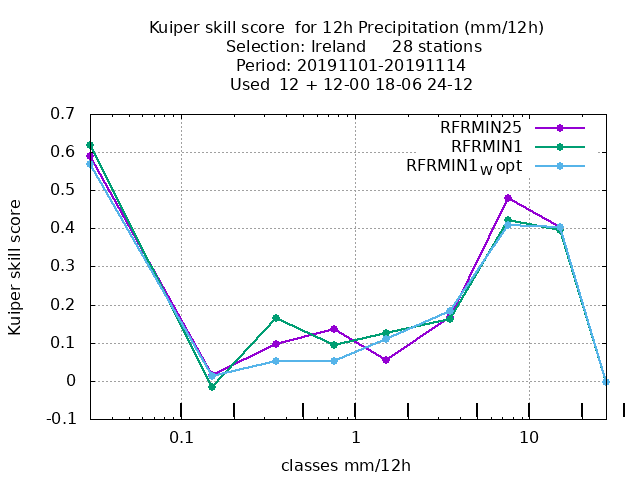 Kuiper skill score  for 12h Precipitation (mm/12h)
Selection: Ireland     28 stations
Period: 20191101-20191114
Used  12 + 12-00 18-06 24-12
RFRMIN25
RFRMIN1
RFRMIN1W opt
Kuiper skill score
0.7
0.6
0.5
0.4
0.3
0.2
0.1
0
-0.1
0.1 1 10
classes mm/12h